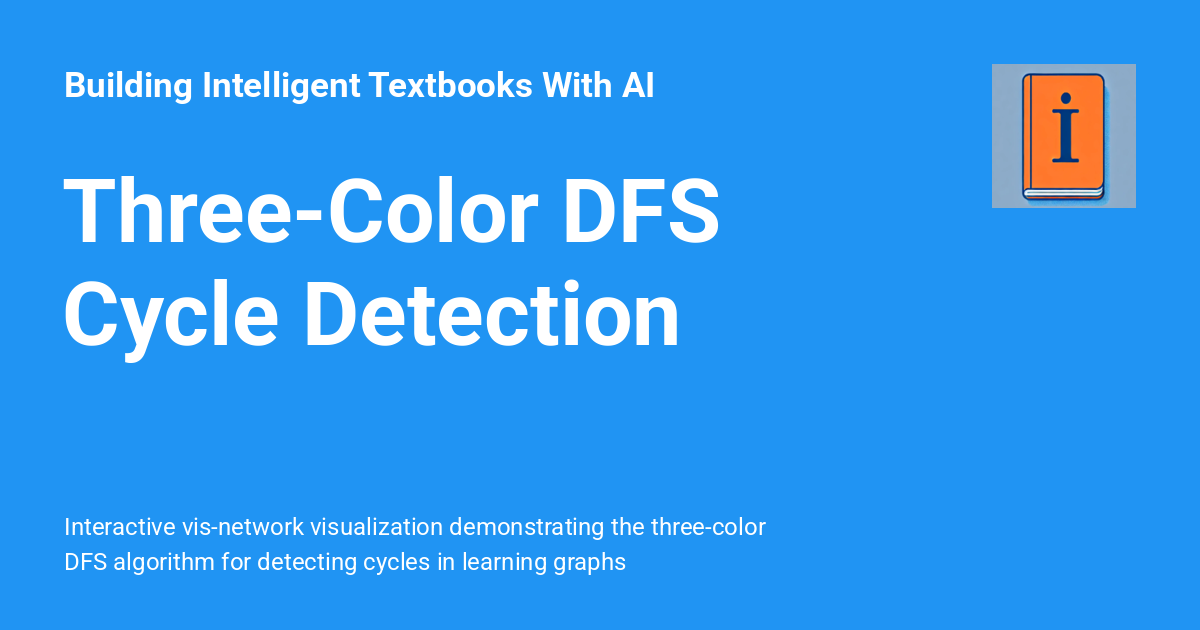 Building Intelligent Textbooks With AI
i
Three-Color DFS
Cycle Detection
Interactive vis-network visualization demonstrating the three-color
DFS algorithm for detecting cycles in learning graphs